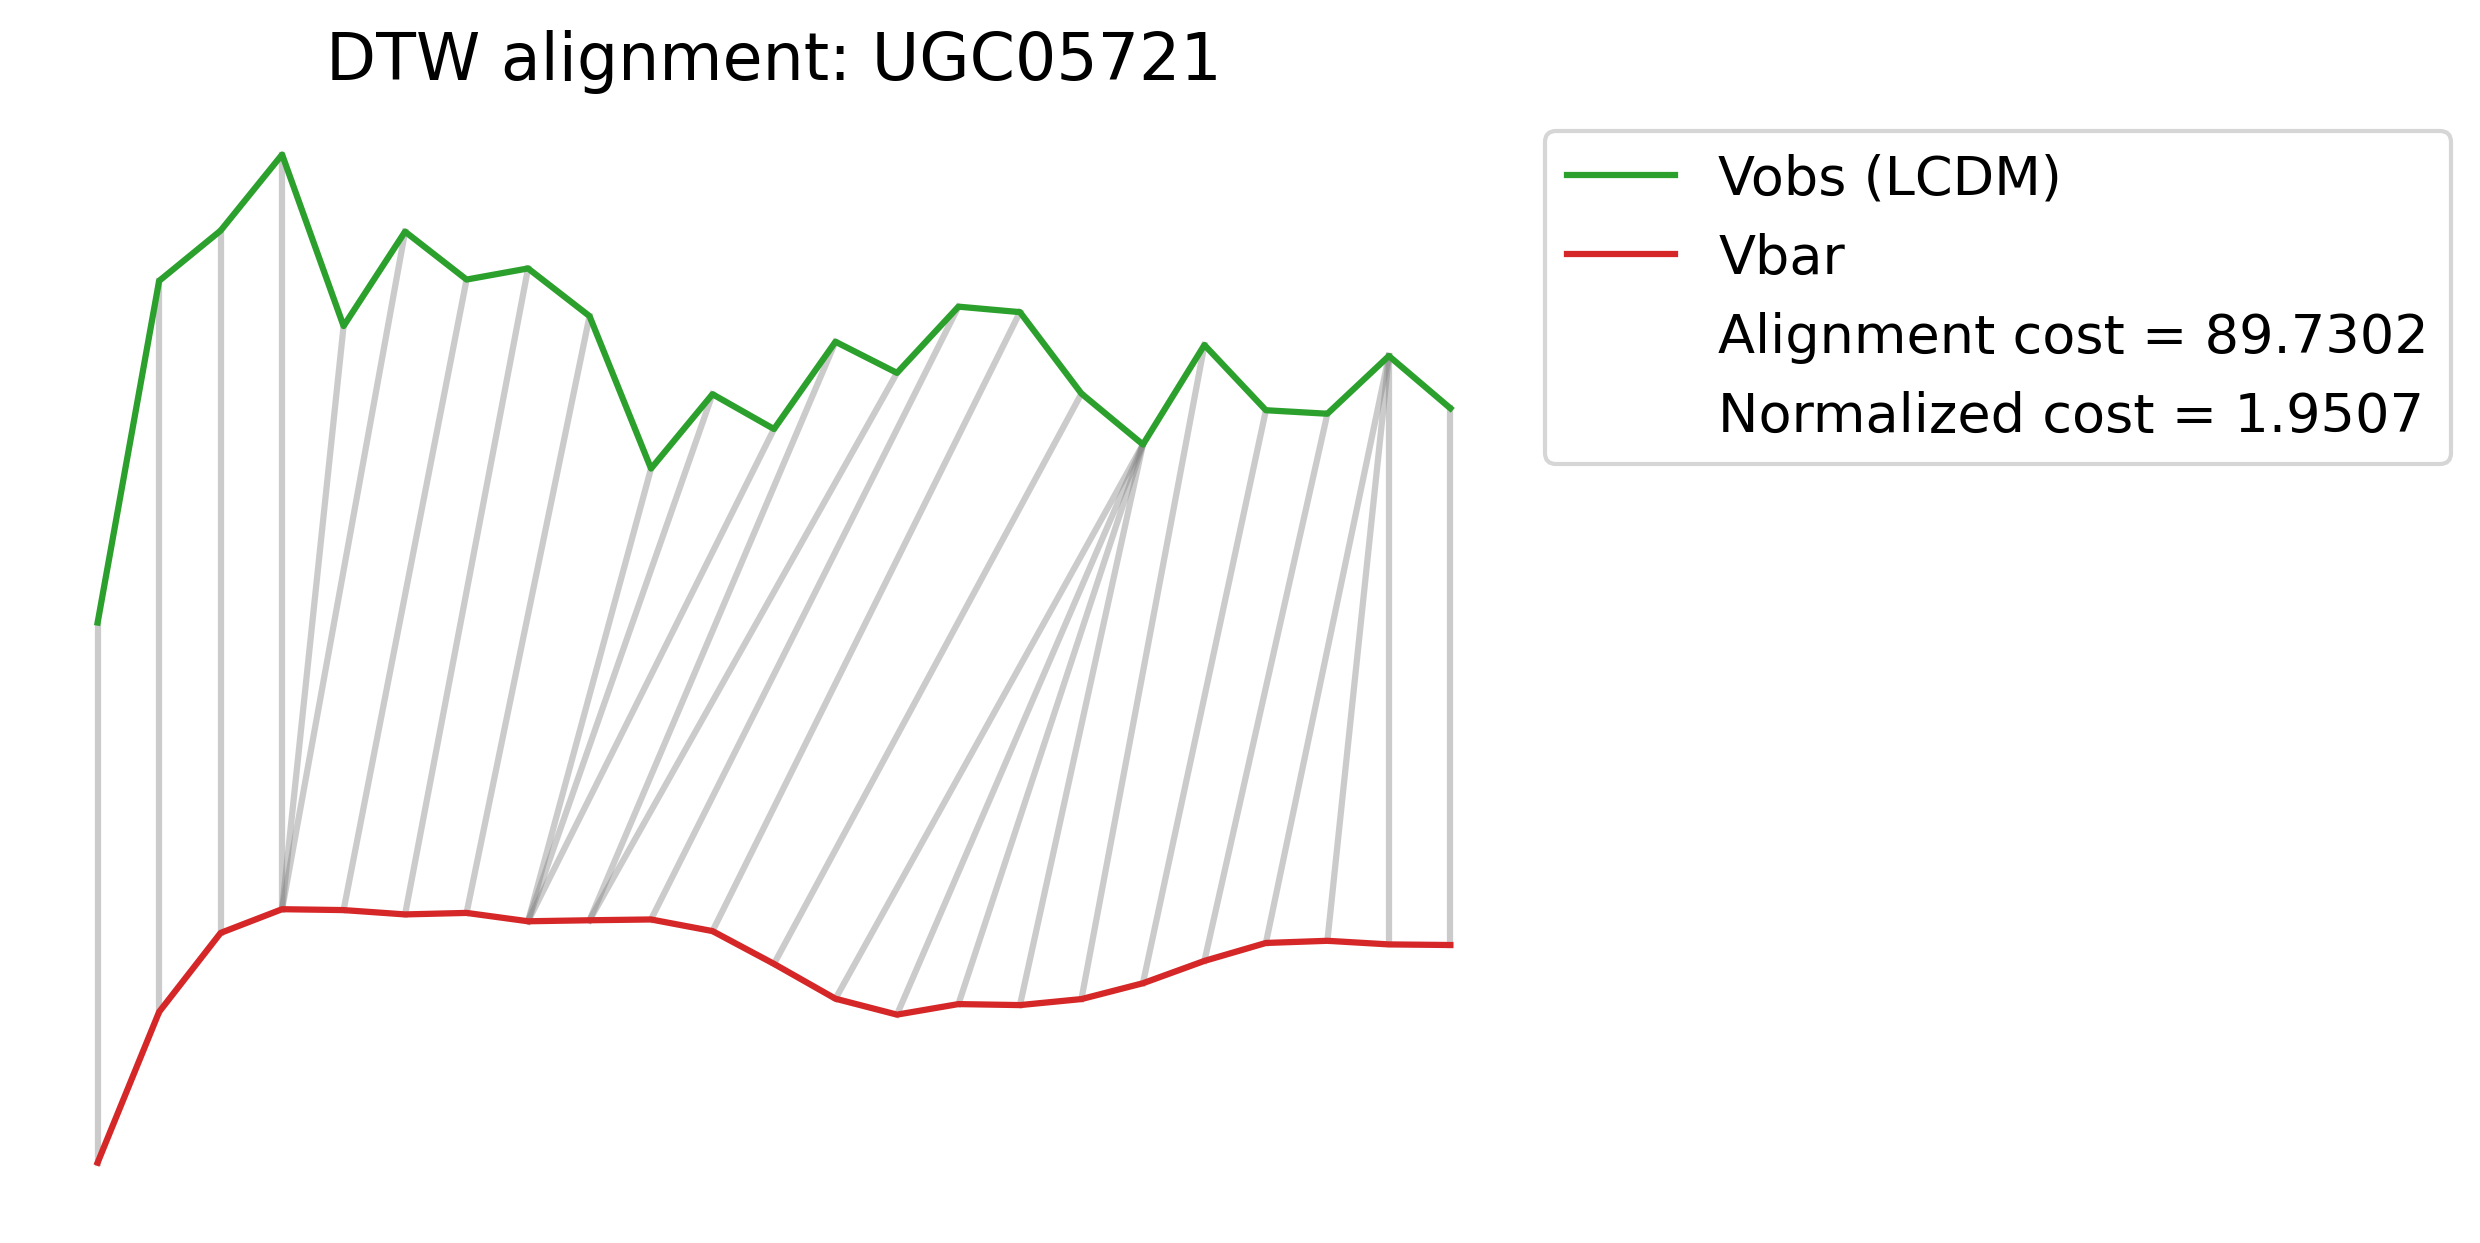 DTW alignment: UGC05721
Vobs (LCDM)
Vbar
Alignment cost = 89.7302
Normalized cost = 1.9507